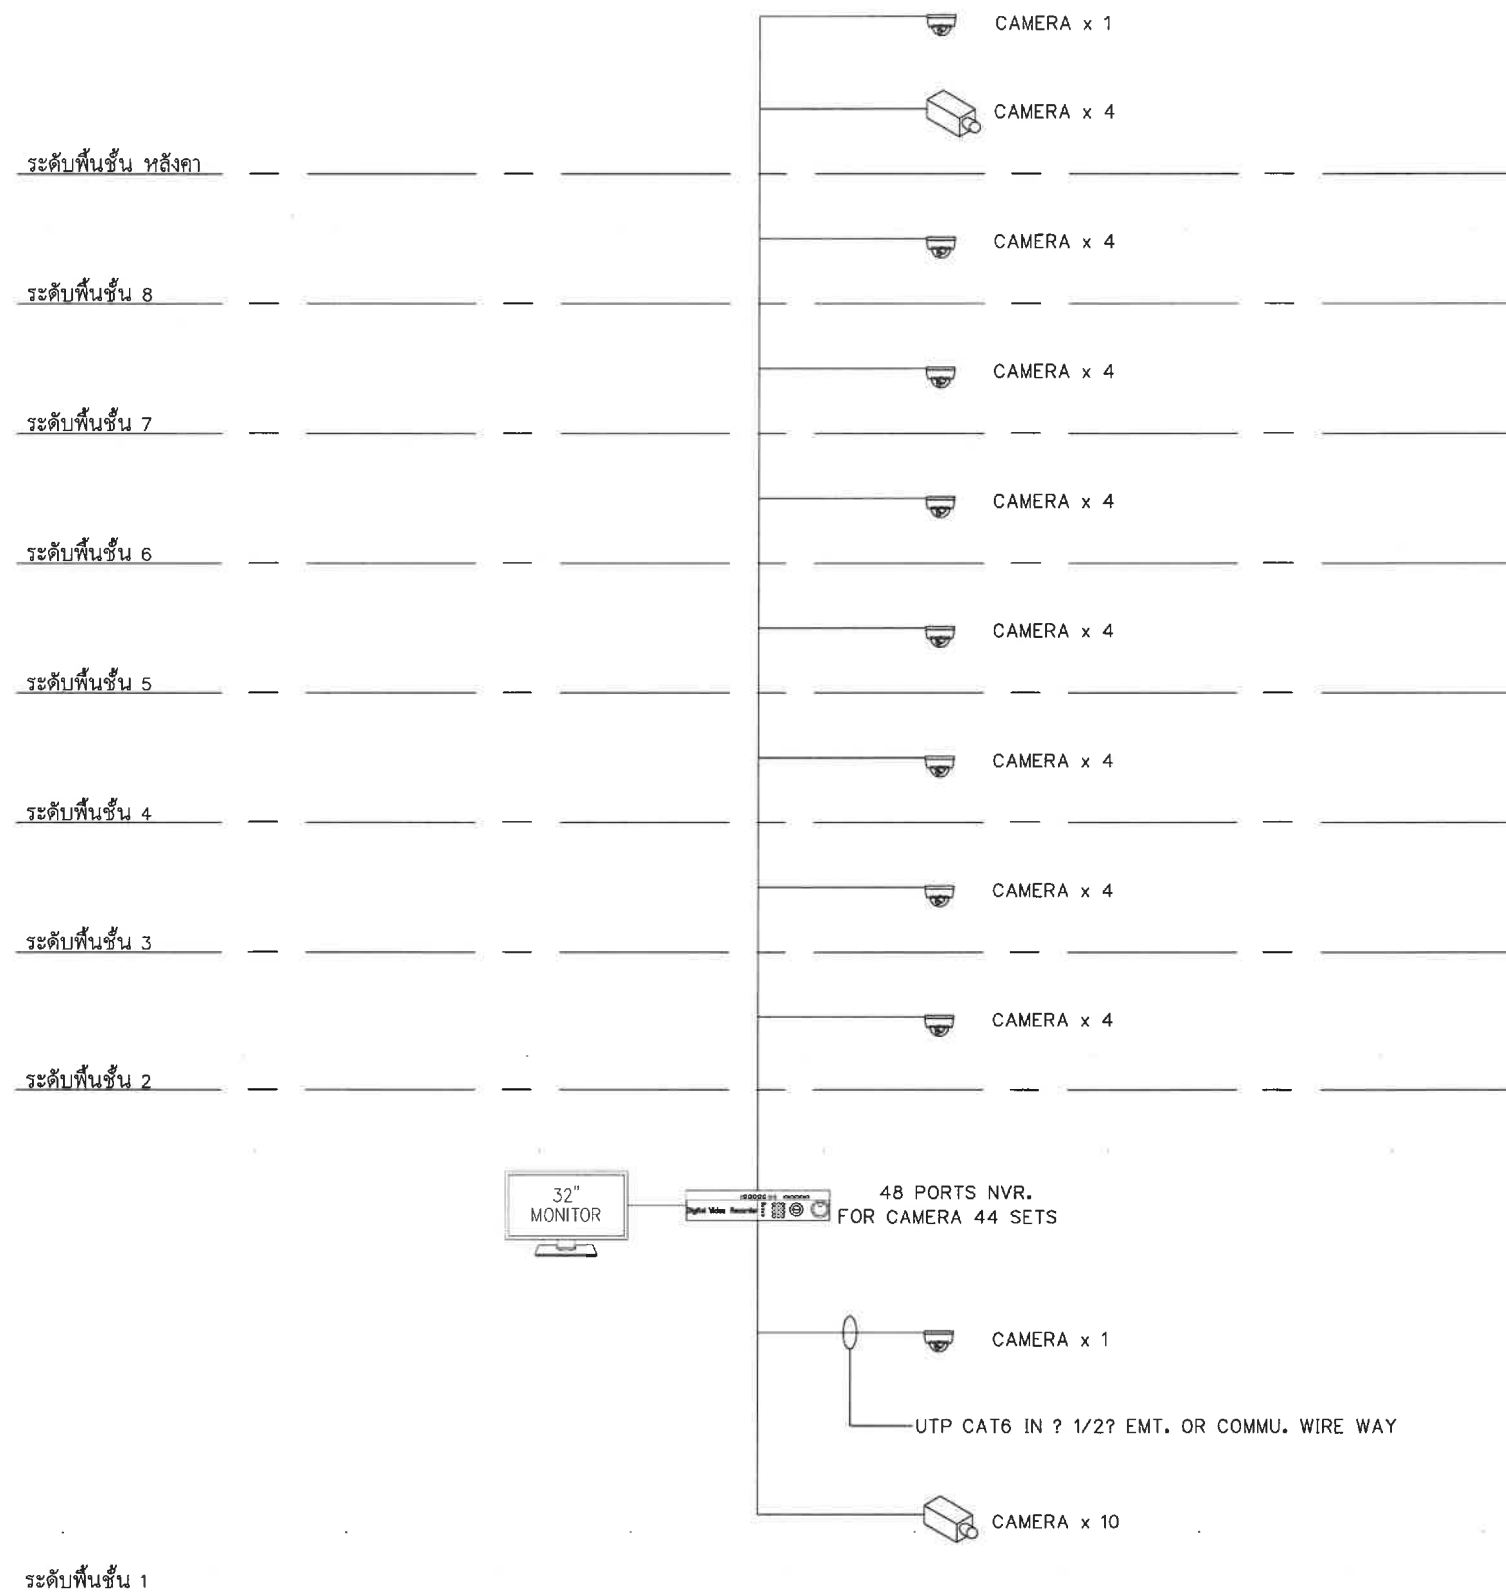 CAMERA x 1
CAMERA x 4
ระดับพื้นชั้น หลังคา
CAMERA x 4
ระดับพื้นชั้น 8
CAMERA x 4
ระดับพื้นชั้น 7
CAMERA x 4
ระดับพื้นชั้น 6
CAMERA x 4
ระดับพื้นชั้น 5
CAMERA x 4
ระดับพื้นชั้น 4
CAMERA x 4
ระดับพื้นชั้น 3
CAMERA x 4
ระดับพื้นชั้น 2
32"
MONITOR
Digital Video Recorder
48 PORTS NVR.
FOR CAMERA 44 SETS
CAMERA x 1
UTP CAT6 IN ? 1/2? EMT. OR COMMU. WIRE WAY
CAMERA x 10
ระดับพื้นชั้น 1